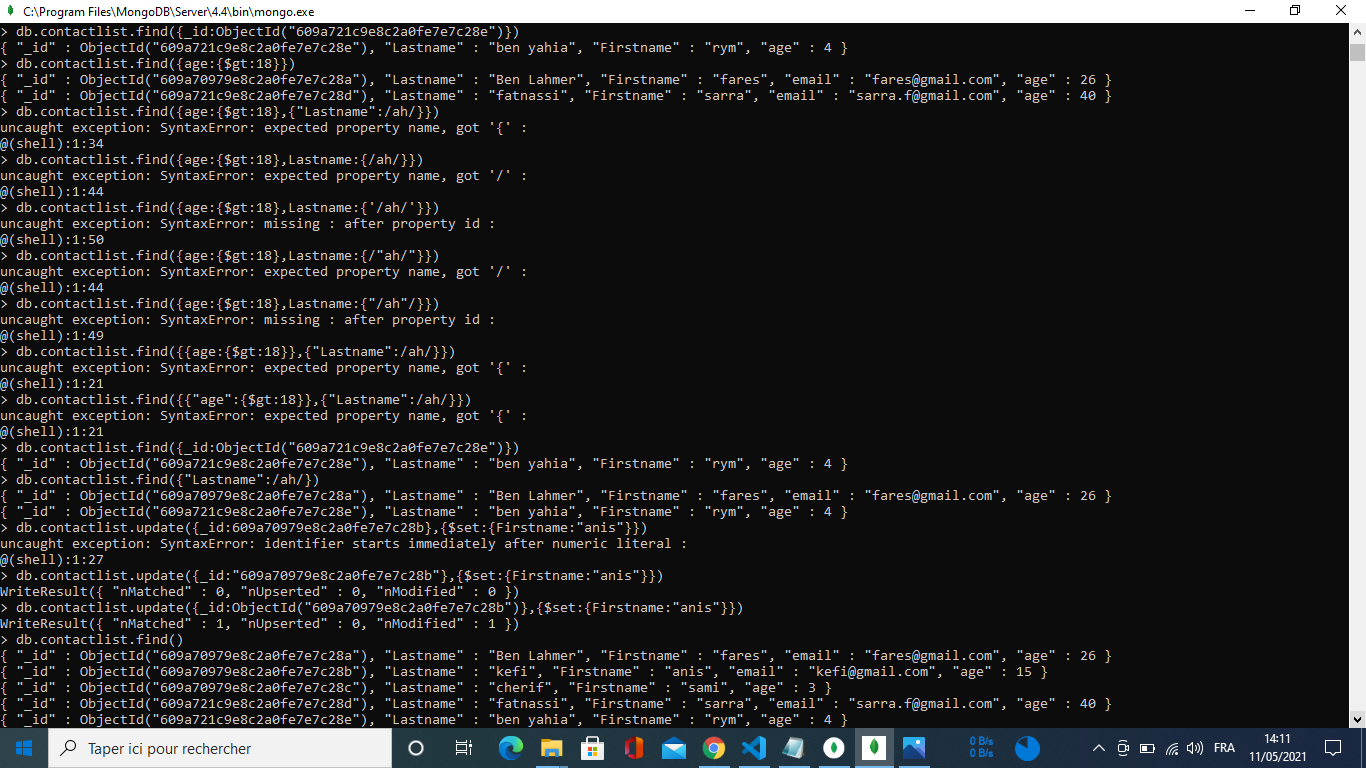 C:\Program Files\MongoDB\Server\4.4\bin\mongo.exe
> db.contactlist.find({_id:ObjectId("609a721c9e8c2a0fe7e7c28e")})
{ "_id" : ObjectId("609a721c9e8c2a0fe7e7c28e"), "Lastname" : "ben yahia", "Firstname" : "rym", "age" : 4 }
> db.contactlist.find({age:{$gt:18}})
{ "_id" : ObjectId("609a70979e8c2a0fe7e7c28a"), "Lastname" : "Ben Lahmer", "Firstname" : "fares", "email" : "fares@gmail.com", "age" : 26 }
{ "_id" : ObjectId("609a70979e8c2a0fe7e7c28d"), "Lastname" : "fatnassi", "Firstname" : "sarra", "email" : "sarra.f@gmail.com", "age" : 40 }
> db.contactlist.find({age:{$gt:18},{"Lastname":/ah/}})
uncaught exception: SyntaxError: expected property name, got '{' :
@(shell):1:34
> db.contactlist.find({age:{$gt:18},Lastname:{/ah/}})
uncaught exception: SyntaxError: expected property name, got '/' :
@(shell):1:44
> db.contactlist.find({age:{$gt:18},Lastname:{'/ah/'}})
uncaught exception: SyntaxError: missing : after property id :
@(shell):1:50
> db.contactlist.find({age:{$gt:18},Lastname:{/"ah/"}})
uncaught exception: SyntaxError: expected property name, got '/' :
@(shell):1:44
> db.contactlist.find({age:{$gt:18},Lastname:{"/ah"/}})
uncaught exception: SyntaxError: missing : after property id :
@(shell):1:49
> db.contactlist.find({{age:{$gt:18}},{"Lastname":/ah/}})
uncaught exception: SyntaxError: expected property name, got '{' :
@(shell):1:21
> db.contactlist.find({{"age":{$gt:18}},{"Lastname":/ah/}})
uncaught exception: SyntaxError: expected property name, got '{' :
@(shell):1:21
> db.contactlist.find({_id:ObjectId("609a721c9e8c2a0fe7e7c28e")})
{ "_id" : ObjectId("609a721c9e8c2a0fe7e7c28e"), "Lastname" : "ben yahia", "Firstname" : "rym", "age" : 4 }
> db.contactlist.find({"Lastname":/ah/})
{ "_id" : ObjectId("609a70979e8c2a0fe7e7c28a"), "Lastname" : "Ben Lahmer", "Firstname" : "fares", "email" : "fares@gmail.com", "age" : 26 }
{ "_id" : ObjectId("609a721c9e8c2a0fe7e7c28e"), "Lastname" : "ben yahia", "Firstname" : "rym", "age" : 4 }
> db.contactlist.update({_id:609a70979e8c2a0fe7e7c28b},{$set:{Firstname:"anis"}})
uncaught exception: SyntaxError: identifier starts immediately after numeric literal :
@(shell):1:27
> db.contactlist.update({_id:"609a70979e8c2a0fe7e7c28b"},{$set:{Firstname:"anis"}})
WriteResult({ "nMatched" : 0, "nUpserted" : 0, "nModified" : 0 })
> db.contactlist.update({_id:ObjectId("609a70979e8c2a0fe7e7c28b")},{$set:{Firstname:"anis"}})
WriteResult({ "nMatched" : 1, "nUpserted" : 0, "nModified" : 1 })
> db.contactlist.find()
{ "_id" : ObjectId("609a70979e8c2a0fe7e7c28a"), "Lastname" : "Ben Lahmer", "Firstname" : "fares", "email" : "fares@gmail.com", "age" : 26 }
{ "_id" : ObjectId("609a70979e8c2a0fe7e7c28b"), "Lastname" : "kefi", "Firstname" : "anis", "email" : "kefi@gmail.com", "age" : 15 }
{ "_id" : ObjectId("609a70979e8c2a0fe7e7c28c"), "Lastname" : "cherif", "Firstname" : "sami", "age" : 3 }
{ "_id" : ObjectId("609a70979e8c2a0fe7e7c28d"), "Lastname" : "fatnassi", "Firstname" : "sarra", "email" : "sarra.f@gmail.com", "age" : 40 }
{ "_id" : ObjectId("609a721c9e8c2a0fe7e7c28e"), "Lastname" : "ben yahia", "Firstname" : "rym", "age" : 4 }
Taper ici pour rechercher
0 B/s
0 B/s
FRA
14:11
11/05/2021